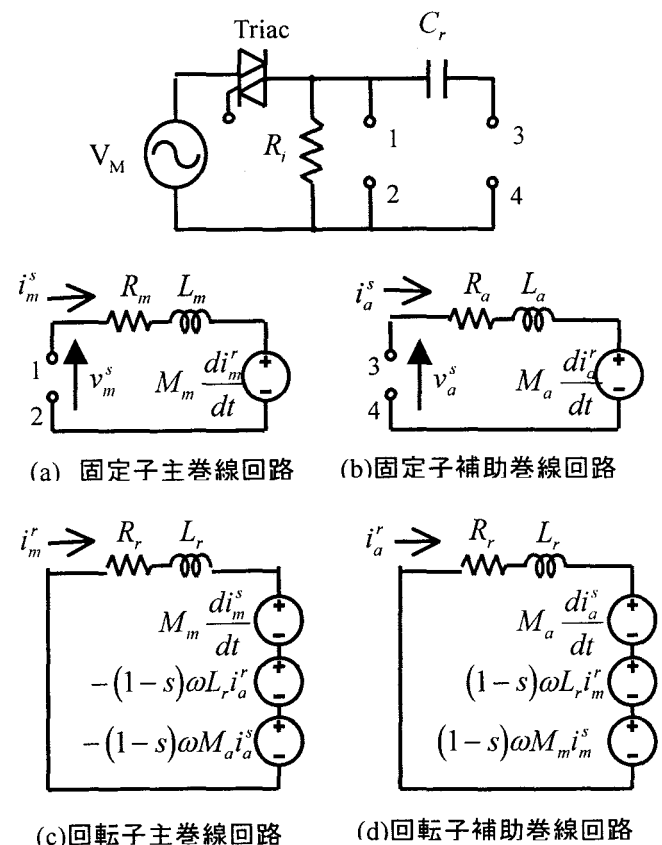 Triac
C_r
V_M
R_i
1
2
3
4
i_m^s
R_m
L_m
1
2
v_m^s
M_m di_m^r/dt
+
-
(a) 固定子主巻線回路
i_a^s
R_a
L_a
3
4
v_a^s
M_a di_a^r/dt
+
-
(b)固定子補助巻線回路
i_m^r
R_r
L_r
M_m di_m^s/dt
+
-
-(1-s)ωL_r i_a^r
+
-
-(1-s)ωM_a i_a^s
+
-
(c)回転子主巻線回路
i_a^r
R_r
L_r
M_a di_a^s/dt
+
-
(1-s)ωL_r i_m^r
+
-
(1-s)ωM_m i_m^s
+
-
(d)回転子補助巻線回路